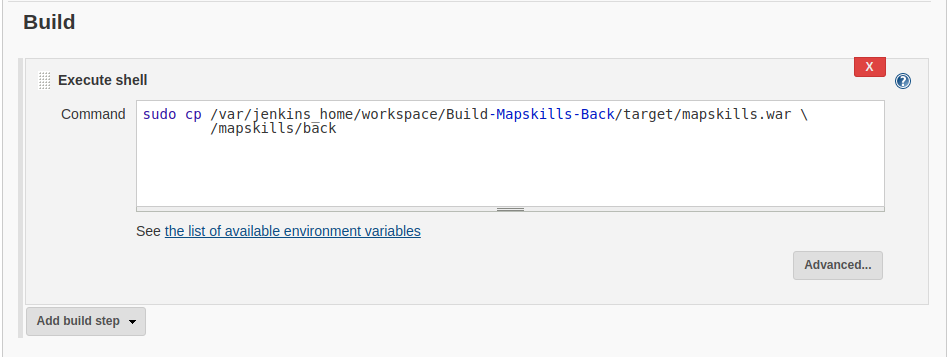 Build
X
Execute shell
?
Command
sudo cp /var/jenkins_home/workspace/Build-Mapskills-Back/target/mapskills.war \
/mapskills/back
See the list of available environment variables
Advanced...
Add build step